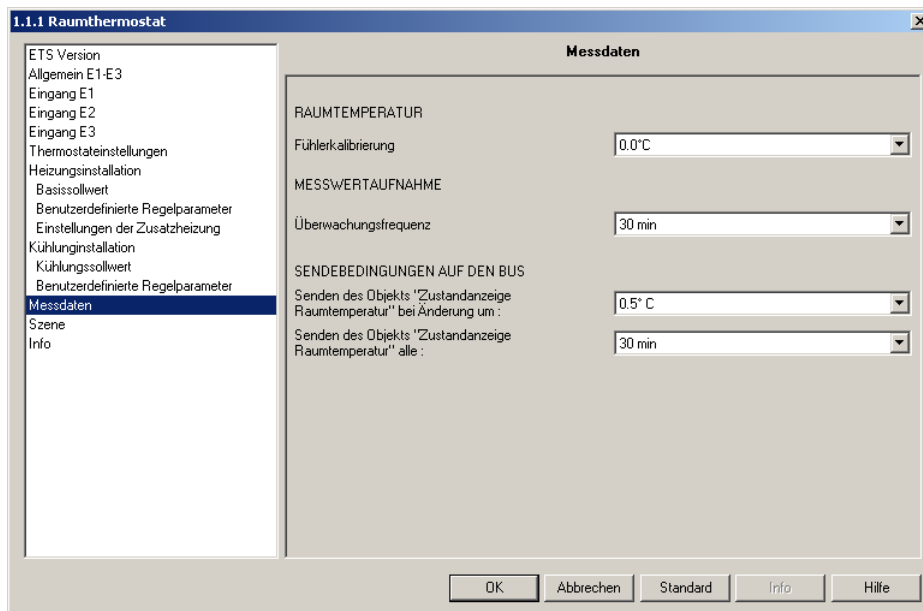 1.1.1 Raumthermostat
ETS Version
Allgemein E1-E3
Eingang E1
Eingang E2
Eingang E3
Thermostateinstellungen
Heizungsinstallation
Basissollwert
Benutzerdefinierte Regelparameter
Einstellungen der Zusatzheizung
Kühlunginstallation
Kühlungssollwert
Benutzerdefinierte Regelparameter
Messdaten
Szene
Info
Messdaten
RAUMTEMPERATUR
Fühlerkalibrierung 0.0°C
MESSWERTAUFNAHME
Überwachungsfrequenz 30 min
SENDEBEDINGUNGEN AUF DEN BUS
Senden des Objekts "Zustandanzeige
Raumtemperatur" bei Änderung um : 0.5° C
Senden des Objekts "Zustandanzeige
Raumtemperatur" alle : 30 min
OK Abbrechen Standard Info Hilfe